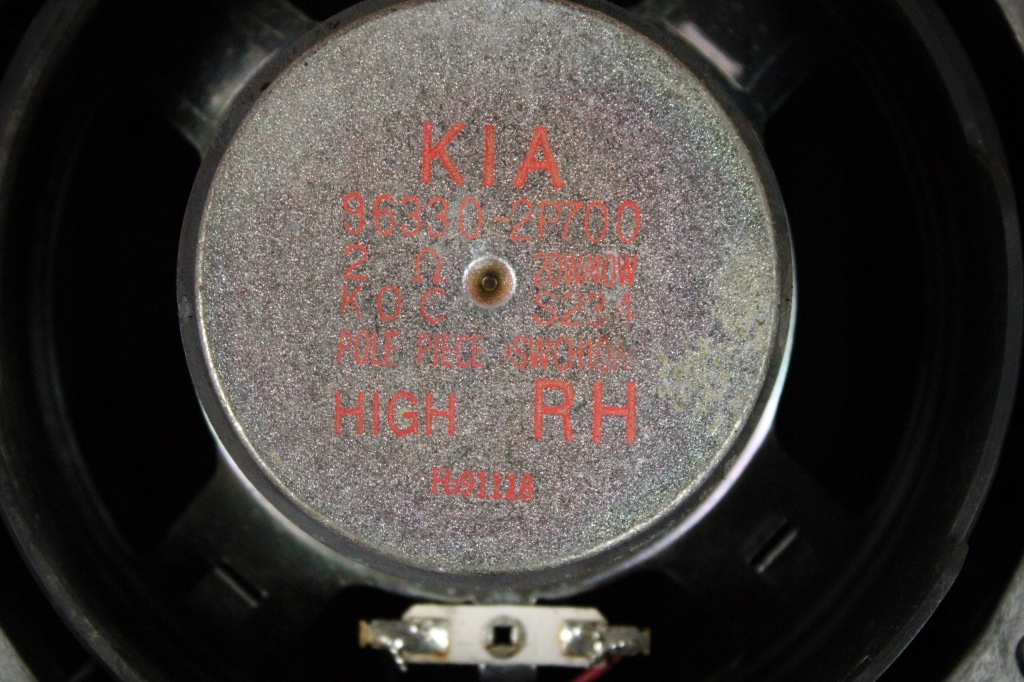 KIA
96330-2P700
2 Ω 20W/40W
KOC S234
POLE PIECE
HIGH RH